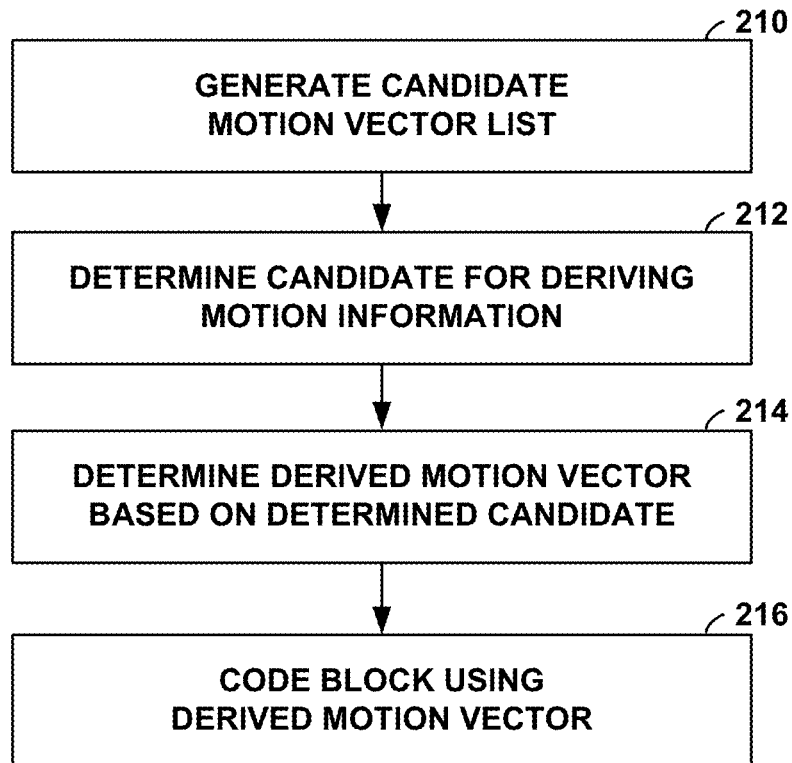 210
GENERATE CANDIDATE
MOTION VECTOR LIST
212
DETERMINE CANDIDATE FOR DERIVING
MOTION INFORMATION
214
DETERMINE DERIVED MOTION VECTOR
BASED ON DETERMINED CANDIDATE
216
CODE BLOCK USING
DERIVED MOTION VECTOR